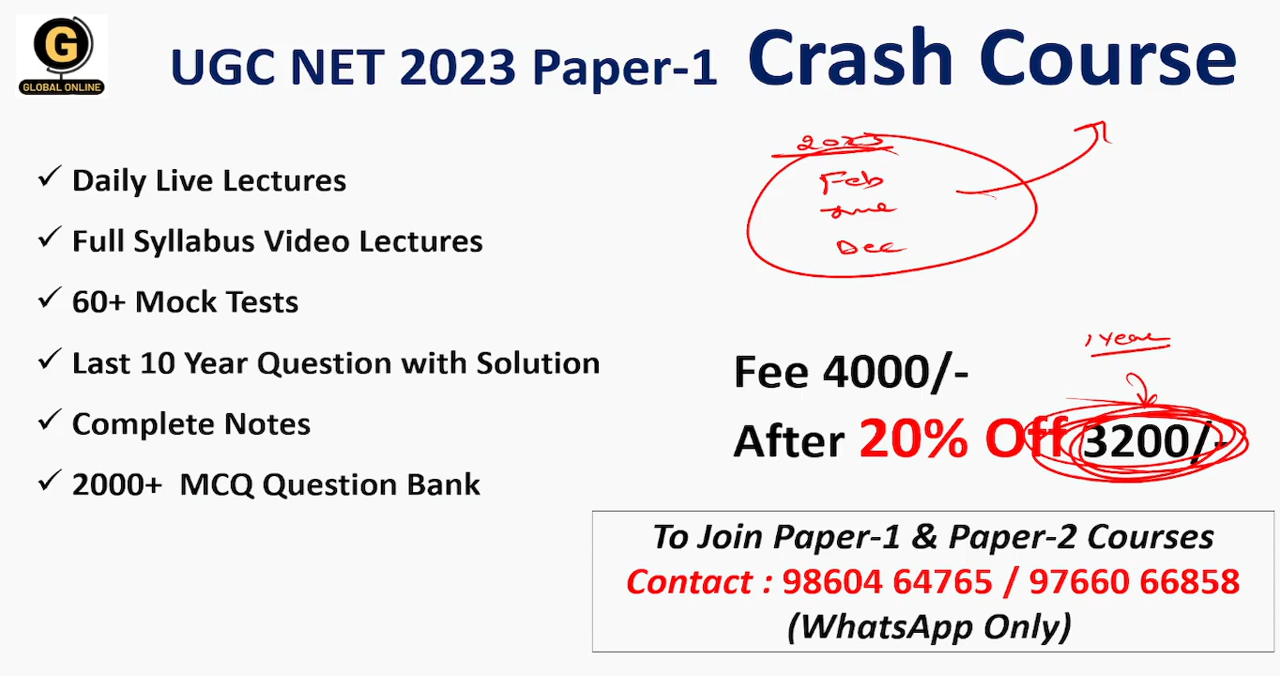 G
GLOBAL ONLINE
UGC NET 2023 Paper-1 Crash Course
✓ Daily Live Lectures
✓ Full Syllabus Video Lectures
✓ 60+ Mock Tests
✓ Last 10 Year Question with Solution
✓ Complete Notes
✓ 2000+ MCQ Question Bank
2023
Feb
June
Dec
1 Year
Fee 4000/-
After 20% Off 3200/-
To Join Paper-1 & Paper-2 Courses
Contact : 98604 64765 / 97660 66858
(WhatsApp Only)